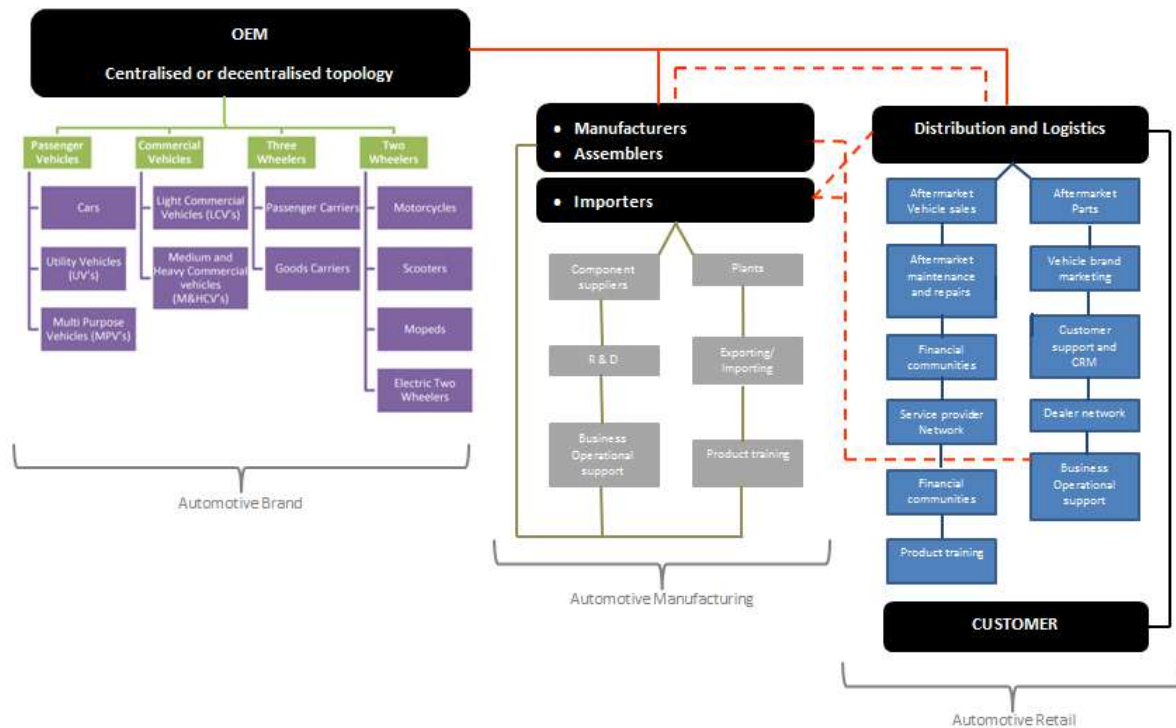 OEM
Centralised or decentralised topology
Passenger
Vehicles
Commercial
Vehicles
Three
Wheelers
Two
Wheelers
Cars
Utility Vehicles
(UV's)
Multi Purpose
Vehicles (MPV's)
Light Commercial
Vehicles (LCV's)
Medium and
Heavy Commercial
vehicles
(M&HCV's)
Passenger Carriers
Goods Carriers
Motorcycles
Scooters
Mopeds
Electric Two
Wheelers
Automotive Brand
• Manufacturers
• Assemblers
• Importers
Component
suppliers
R & D
Business
Operational
support
Plants
Exporting/
Importing
Product training
Automotive Manufacturing
Distribution and Logistics
Aftermarket
Vehicle sales
Aftermarket
maintenance
and repairs
Financial
communities
Service provider
Network
Financial
communities
Product training
Aftermarket
Parts
Vehicle brand
marketing
Customer
support and
CRM
Dealer network
Business
Operational
support
CUSTOMER
Automotive Retail